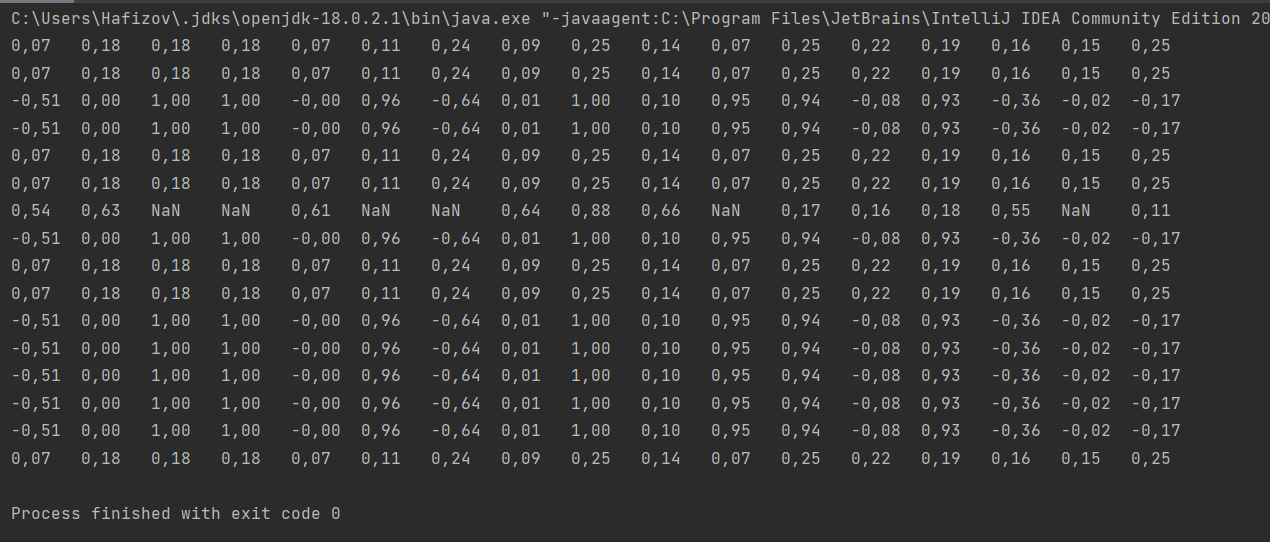 C:\Users\Hafizov\.jdks\openjdk-18.0.2.1\bin\java.exe "-javaagent:C:\Program Files\JetBrains\IntelliJ IDEA Community Edition 20
0,07 0,18 0,18 0,18 0,07 0,11 0,24 0,09 0,25 0,14 0,07 0,25 0,22 0,19 0,16 0,15 0,25
0,07 0,18 0,18 0,18 0,07 0,11 0,24 0,09 0,25 0,14 0,07 0,25 0,22 0,19 0,16 0,15 0,25
-0,51 0,00 1,00 1,00 -0,00 0,96 -0,64 0,01 1,00 0,10 0,95 0,94 -0,08 0,93 -0,36 -0,02 -0,17
-0,51 0,00 1,00 1,00 -0,00 0,96 -0,64 0,01 1,00 0,10 0,95 0,94 -0,08 0,93 -0,36 -0,02 -0,17
0,07 0,18 0,18 0,18 0,07 0,11 0,24 0,09 0,25 0,14 0,07 0,25 0,22 0,19 0,16 0,15 0,25
0,07 0,18 0,18 0,18 0,07 0,11 0,24 0,09 0,25 0,14 0,07 0,25 0,22 0,19 0,16 0,15 0,25
0,54 0,63 NaN NaN 0,61 NaN NaN 0,64 0,88 0,66 NaN 0,17 0,16 0,18 0,55 NaN 0,11
-0,51 0,00 1,00 1,00 -0,00 0,96 -0,64 0,01 1,00 0,10 0,95 0,94 -0,08 0,93 -0,36 -0,02 -0,17
0,07 0,18 0,18 0,18 0,07 0,11 0,24 0,09 0,25 0,14 0,07 0,25 0,22 0,19 0,16 0,15 0,25
0,07 0,18 0,18 0,18 0,07 0,11 0,24 0,09 0,25 0,14 0,07 0,25 0,22 0,19 0,16 0,15 0,25
-0,51 0,00 1,00 1,00 -0,00 0,96 -0,64 0,01 1,00 0,10 0,95 0,94 -0,08 0,93 -0,36 -0,02 -0,17
-0,51 0,00 1,00 1,00 -0,00 0,96 -0,64 0,01 1,00 0,10 0,95 0,94 -0,08 0,93 -0,36 -0,02 -0,17
-0,51 0,00 1,00 1,00 -0,00 0,96 -0,64 0,01 1,00 0,10 0,95 0,94 -0,08 0,93 -0,36 -0,02 -0,17
-0,51 0,00 1,00 1,00 -0,00 0,96 -0,64 0,01 1,00 0,10 0,95 0,94 -0,08 0,93 -0,36 -0,02 -0,17
-0,51 0,00 1,00 1,00 -0,00 0,96 -0,64 0,01 1,00 0,10 0,95 0,94 -0,08 0,93 -0,36 -0,02 -0,17
0,07 0,18 0,18 0,18 0,07 0,11 0,24 0,09 0,25 0,14 0,07 0,25 0,22 0,19 0,16 0,15 0,25
Process finished with exit code 0